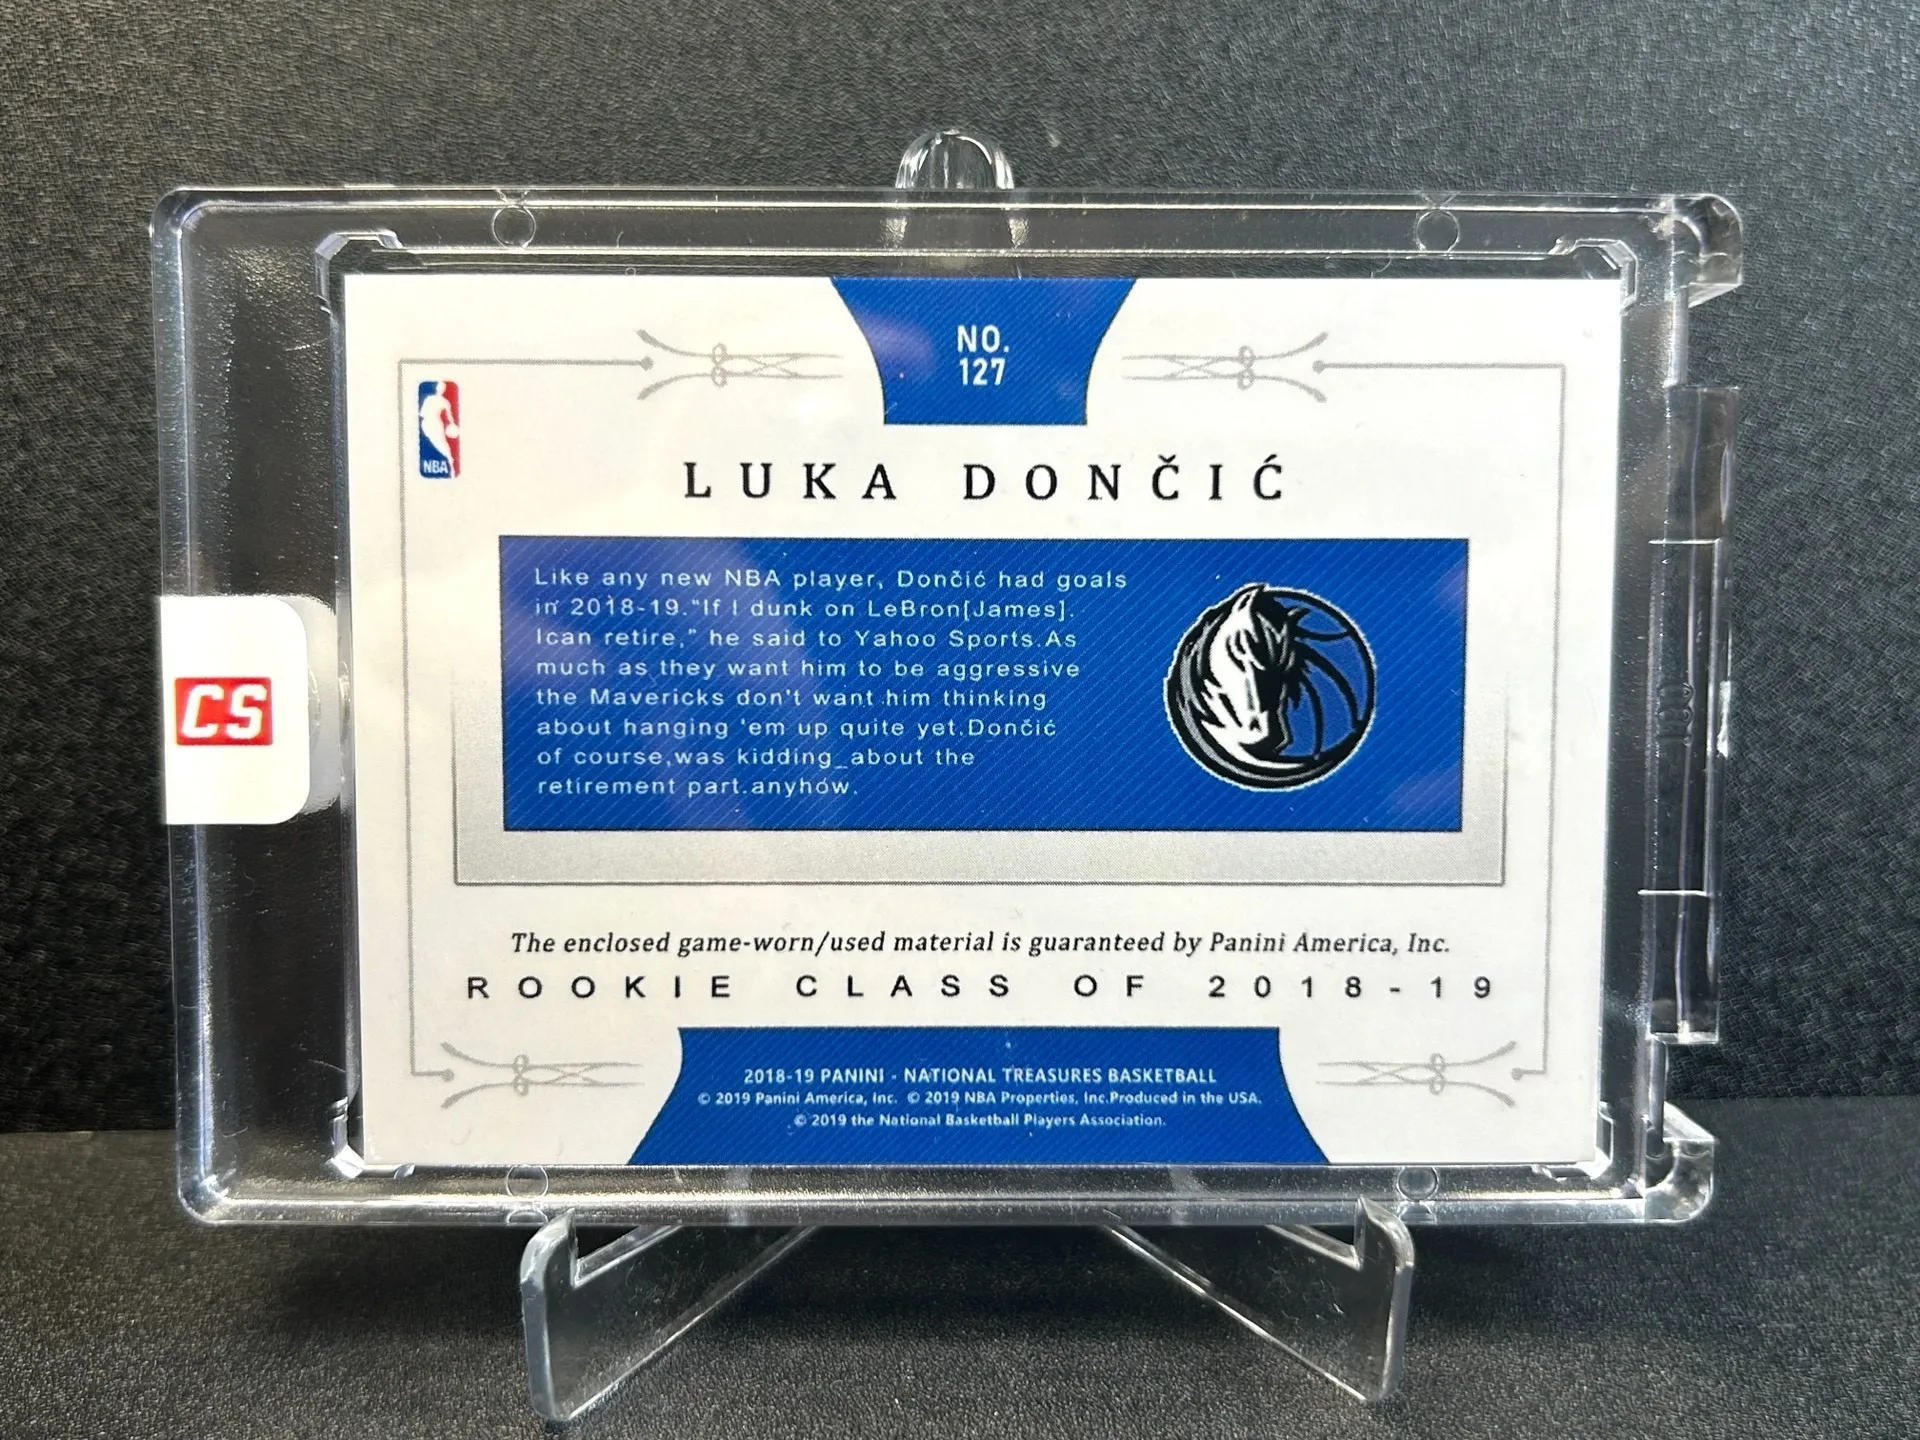 NO.
127
NBA
LUKA DONČIĆ
Like any new NBA player, Dončić had goals
in 2018-19."If I dunk on LeBron[James].
Ican retire," he said to Yahoo Sports.As
much as they want him to be aggressive
the Mavericks don't want him thinking
about hanging 'em up quite yet.Dončić
of course,was kidding_about the
retirement part.anyhow.
CS
The enclosed game-worn/used material is guaranteed by Panini America, Inc.
ROOKIE CLASS OF 2018-19
2018-19 PANINI - NATIONAL TREASURES BASKETBALL
© 2019 Panini America, Inc. © 2019 NBA Properties, Inc.Produced in the USA.
© 2019 the National Basketball Players Association.